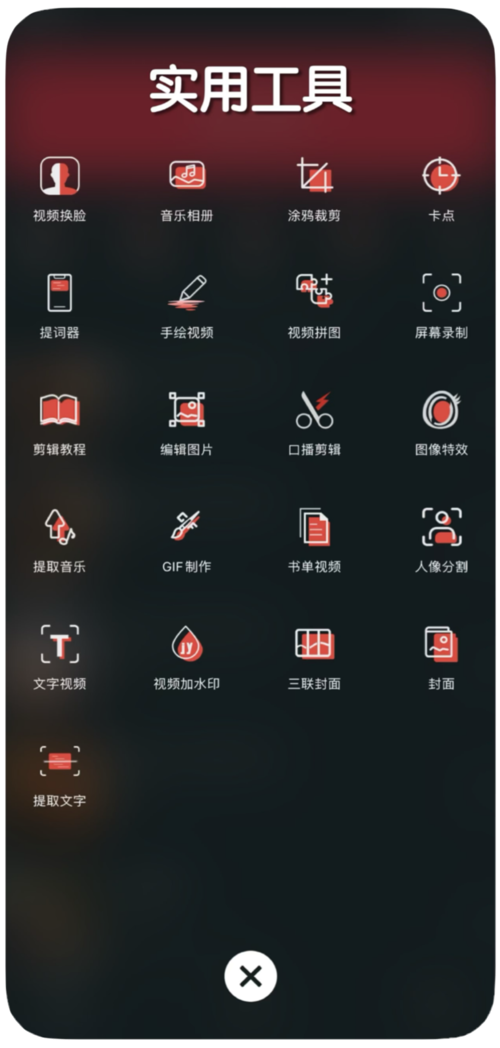 实用工具
视频换脸 音乐相册 涂鸦裁剪 卡点
提词器 手绘视频 视频拼图 屏幕录制
剪辑教程 编辑图片 口播剪辑 图像特效
提取音乐 GIF制作 书单视频 人像分割
T jy
文字视频 视频加水印 三联封面 封面
提取文字